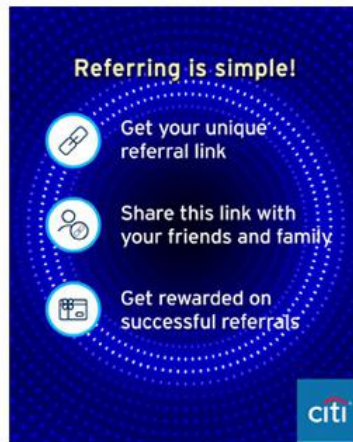 Referring is simple!
Get your unique
referral link
Share this link with
your friends and family
Get rewarded on
successful referrals
citi